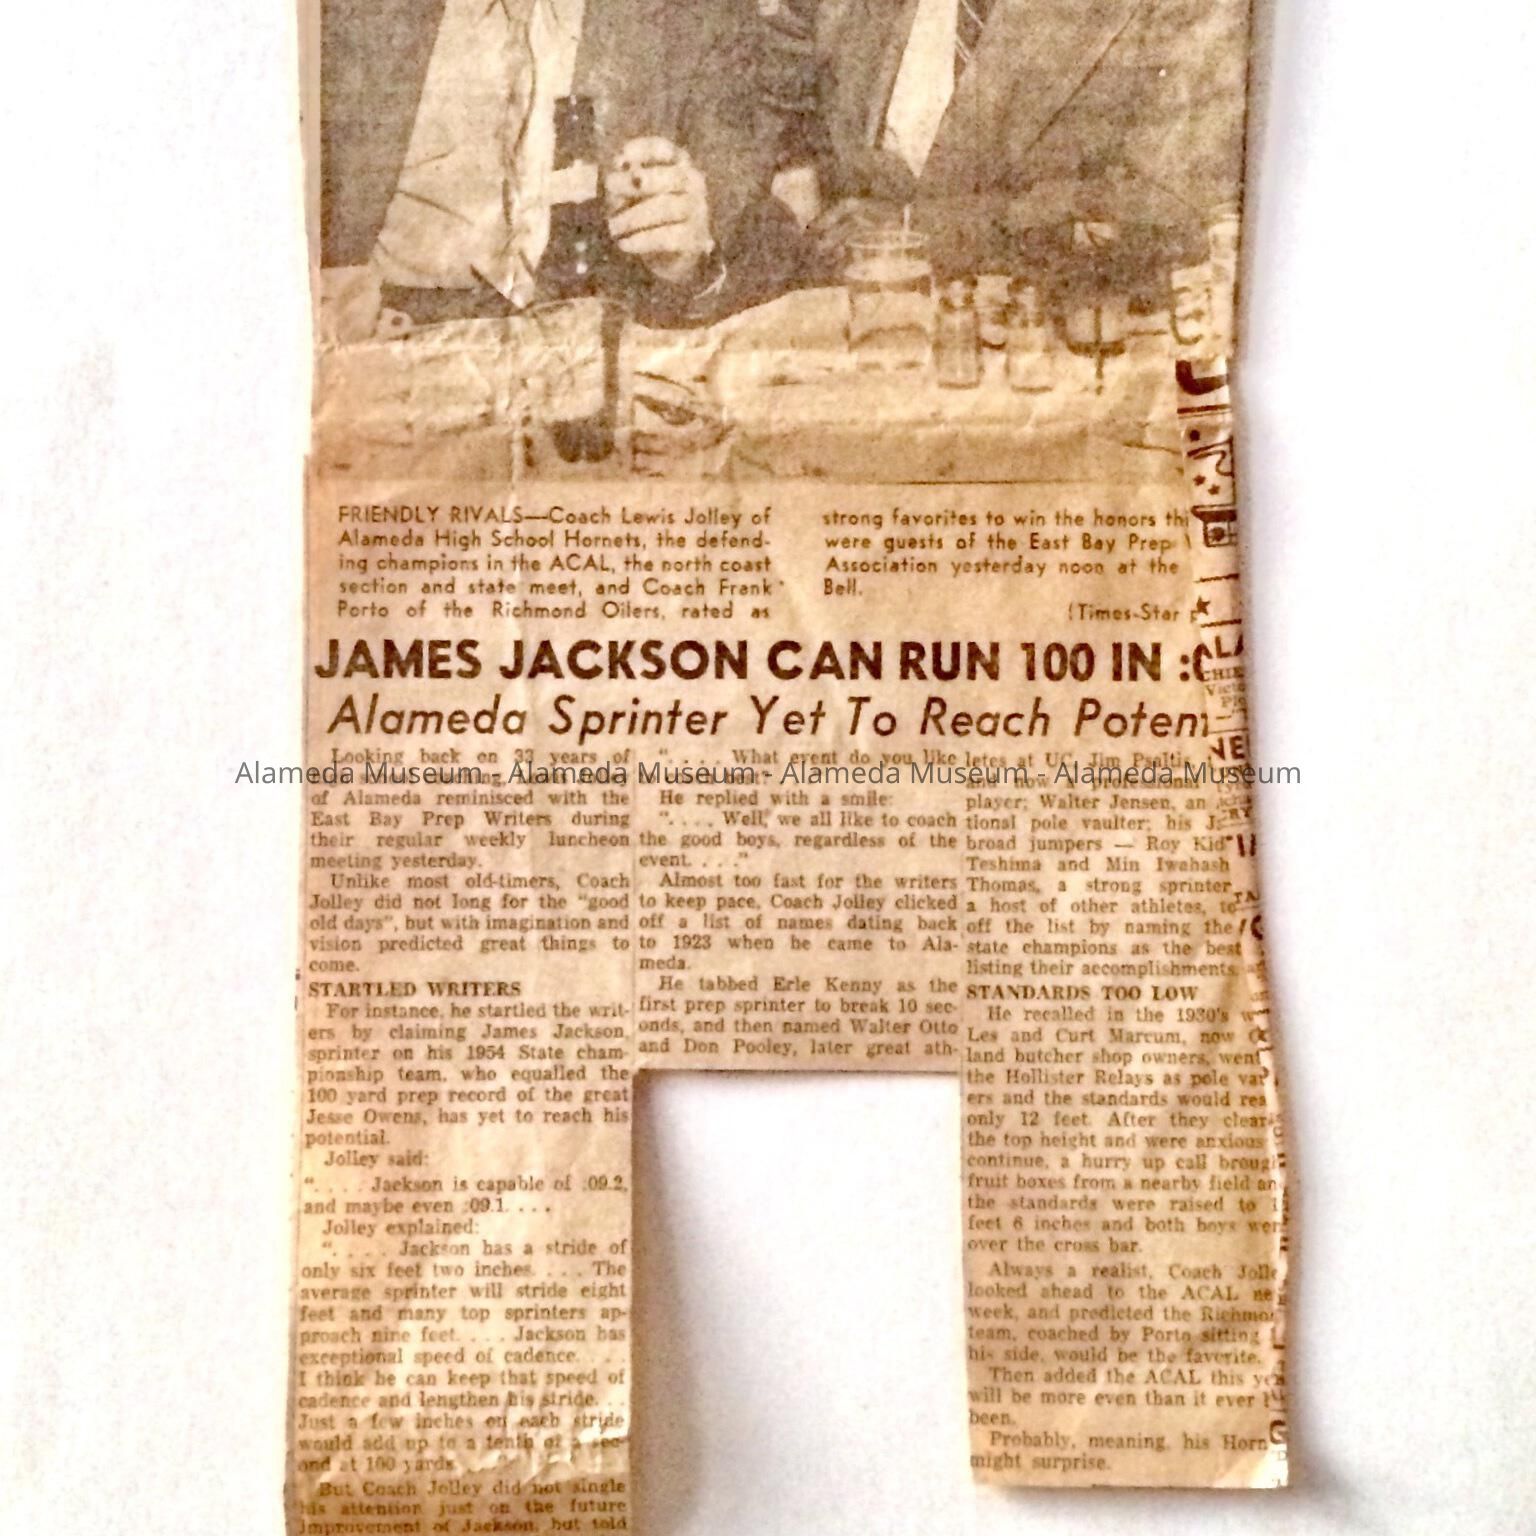 FRIENDLY RIVALS—Coach Lewis Jolley of
Alameda High School Hornets, the defend-
ing champions in the ACAL, the north coast
section and state meet, and Coach Frank
Porto of the Richmond Oilers, rated as
strong favorites to win the honors thi
were guests of the East Bay Prep
Association yesterday noon at the
Bell.
(Times-Star
JAMES JACKSON CAN RUN 100 IN
Alameda Sprinter Yet To Reach Poten
Looking back on 33 years of
of Alameda reminisced with the
East Bay Prep Writers during
their regular weekly luncheon
meeting yesterday.
Unlike most old-timers, Coach
Jolley did not long for the "good
old days", but with imagination and
vision predicted great things to
come.
STARTLED WRITERS
For instance, he startled the writ-
ers by claiming James Jackson,
sprinter on his 1954 State cham-
pionship team, who equalled the
100 yard prep record of the great
Jesse Owens, has yet to reach his
potential.
Jolley said:
". . . . Jackson is capable of :09.2,
and maybe even :09.1. . . .
Jolley explained:
". . . . Jackson has a stride of
only six feet two inches. . . . The
average sprinter will stride eight
feet and many top sprinters ap-
proach nine feet. . . . Jackson has
exceptional speed of cadence. . . .
I think he can keep that speed of
cadence and lengthen his stride. . .
Just a few inches on each stride
would add up to a tenth of a sec-
ond at 100 yards.
But Coach Jolley did not single
his attention just on the future
improvement of Jackson, but told
". . . . What event do you like
He replied with a smile:
". . . . Well, we all like to coach
the good boys, regardless of the
event. . . ."
Almost too fast for the writers
to keep pace, Coach Jolley clicked
off a list of names dating back
to 1923 when he came to Ala-
meda.
He tabbed Erle Kenny as the
first prep sprinter to break 10 sec-
onds, and then named Walter Otto
and Don Pooley, later great ath-
letes at UC, Jim
and now a professional
player; Walter Jensen, an
tional pole vaulter; his
broad jumpers — Roy Kid
Teshima and Min Iwahash
Thomas, a strong sprinter
a host of other athletes, to
off the list by naming the
state champions as the best
listing their accomplishments,
STANDARDS TOO LOW
He recalled in the 1930's
Les and Curt Marcum, now
land butcher shop owners, went
the Hollister Relays as pole
ers and the standards would rea
only 12 feet. After they clear
the top height and were anxious
continue, a hurry up call broug
fruit boxes from a nearby field an
the standards were raised to 1
feet 6 inches and both boys wer
over the cross bar.
Always a realist, Coach Jolle
looked ahead to the ACAL ne
week, and predicted the Richmo
team, coached by Porto sitting
his side, would be the favorite.
Then added the ACAL this
will be more even than it ever
been.
Probably, meaning, his Horn
might surprise.
Alameda Museum - Alameda Museum - Alameda Museum - Alameda Museum